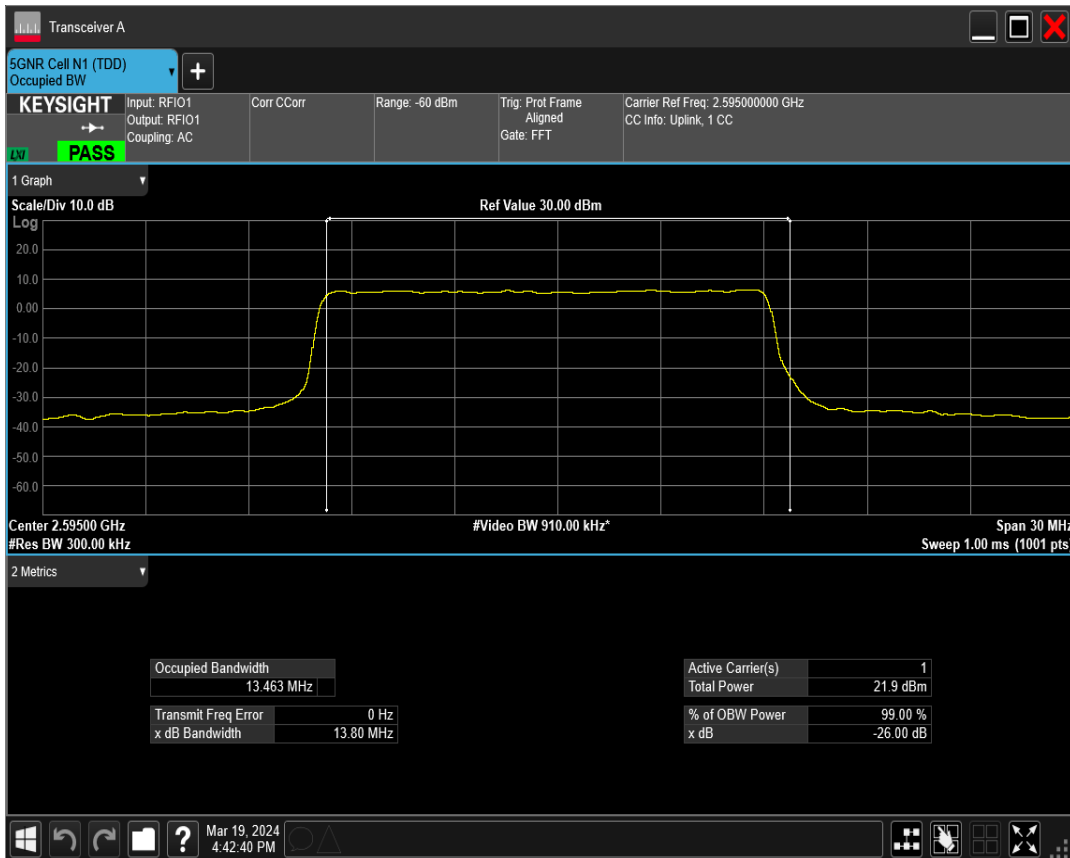 Transceiver A
5GNR Cell N1 (TDD)
Occupied BW
+
KEYSIGHT
LXI
PASS
Input: RFIO1
Output: RFIO1
Coupling: AC
Corr CCorr
Range: -60 dBm
Trig: Prot Frame
Aligned
Gate: FFT
Carrier Ref Freq: 2.595000000 GHz
CC Info: Uplink, 1 CC
1 Graph
Scale/Div 10.0 dB
Ref Value 30.00 dBm
Log
20.0
10.0
0.00
-10.0
-20.0
-30.0
-40.0
-50.0
-60.0
Center 2.59500 GHz
#Video BW 910.00 kHz*
Span 30 MHz
#Res BW 300.00 kHz
Sweep 1.00 ms (1001 pts)
2 Metrics
Occupied Bandwidth
13.463 MHz
Transmit Freq Error 0 Hz
x dB Bandwidth 13.80 MHz
Active Carrier(s) 1
Total Power 21.9 dBm
% of OBW Power 99.00 %
x dB -26.00 dB
?
Mar 19, 2024
4:42:40 PM